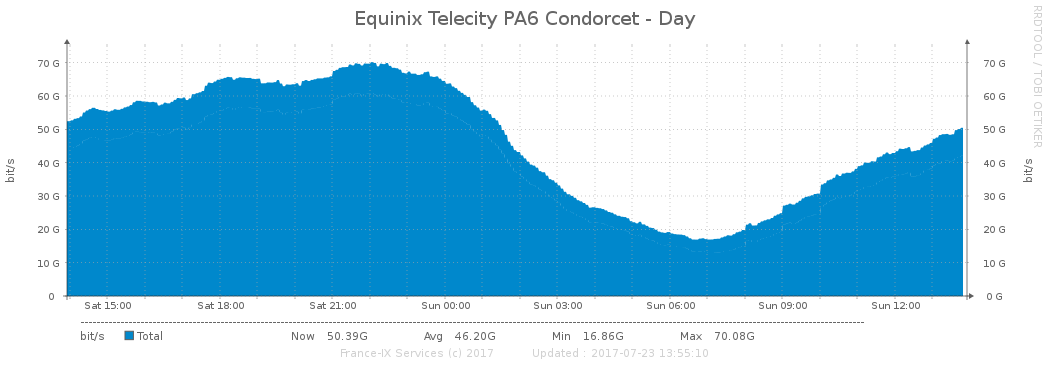 Equinix Telecity PA6 Condorcet - Day
RRDTOOL / TOBI OETIKER
bit/s
70 G 70 G
60 G 60 G
50 G 50 G
40 G 40 G
30 G 30 G
20 G 20 G
10 G 10 G
0 0 G
bit/s
Sat 15:00 Sat 18:00 Sat 21:00 Sun 00:00 Sun 03:00 Sun 06:00 Sun 09:00 Sun 12:00
bit/s Total Now 50.39G Avg 46.20G Min 16.86G Max 70.08G
France-IX Services (c) 2017 Updated : 2017-07-23 13:55:10